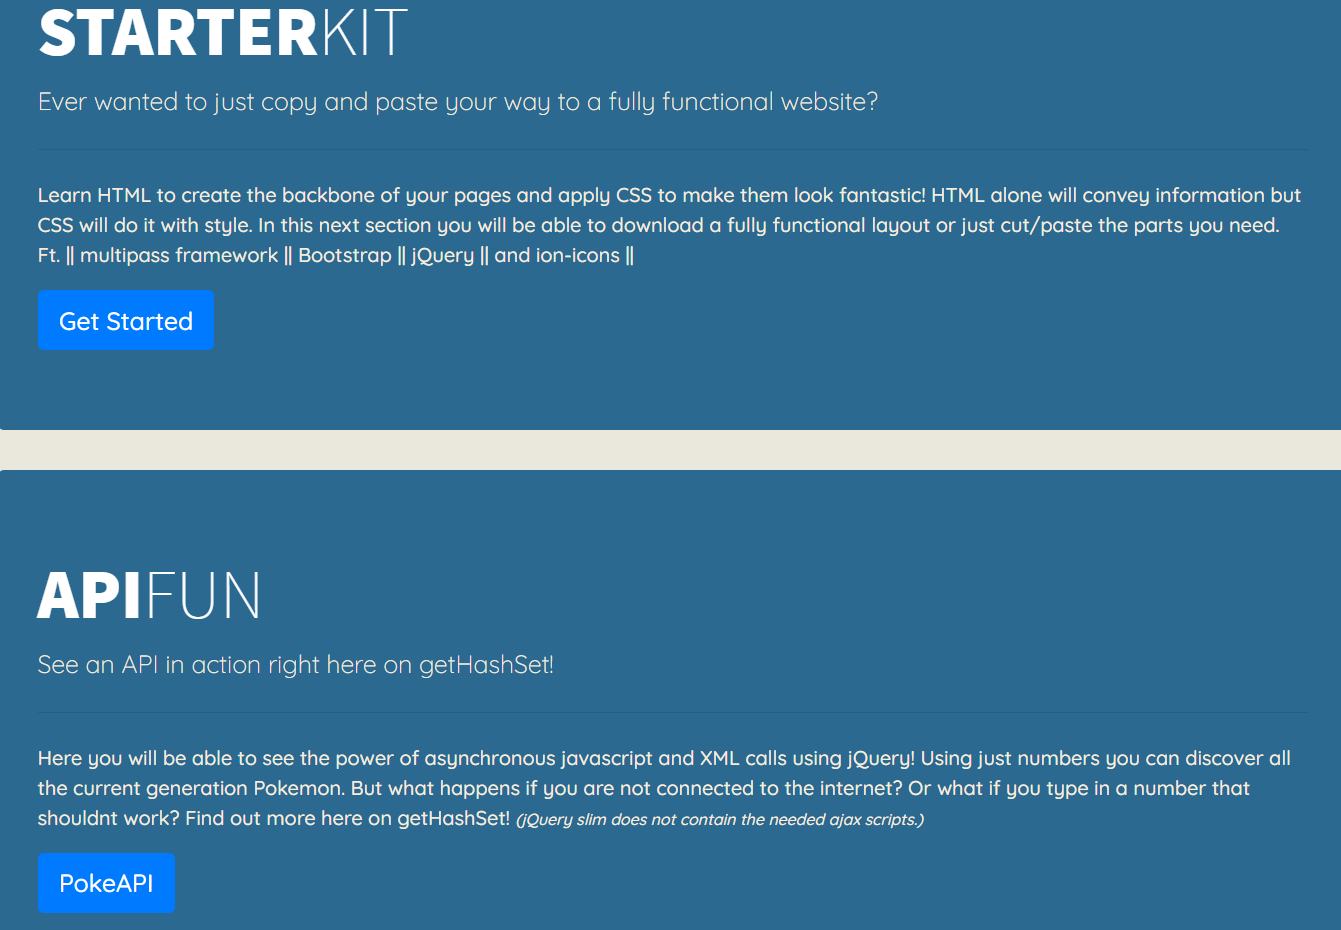 STARTERKIT
Ever wanted to just copy and paste your way to a fully functional website?
Learn HTML to create the backbone of your pages and apply CSS to make them look fantastic! HTML alone will convey information but
CSS will do it with style. In this next section you will be able to download a fully functional layout or just cut/paste the parts you need.
Ft. || multipass framework || Bootstrap || jQuery || and ion-icons ||
Get Started
APIFUN
See an API in action right here on getHashSet!
Here you will be able to see the power of asynchronous javascript and XML calls using jQuery! Using just numbers you can discover all
the current generation Pokemon. But what happens if you are not connected to the internet? Or what if you type in a number that
shouldnt work? Find out more here on getHashSet! (jQuery slim does not contain the needed ajax scripts.)
PokeAPI